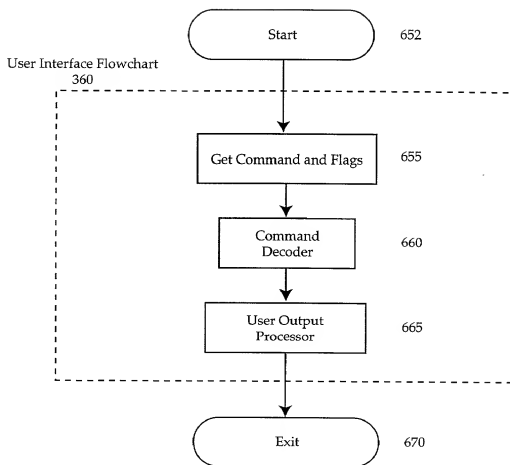 Start
652
User Interface Flowchart
360
Get Command and Flags
655
Command
Decoder
660
User Output
Processor
665
Exit
670